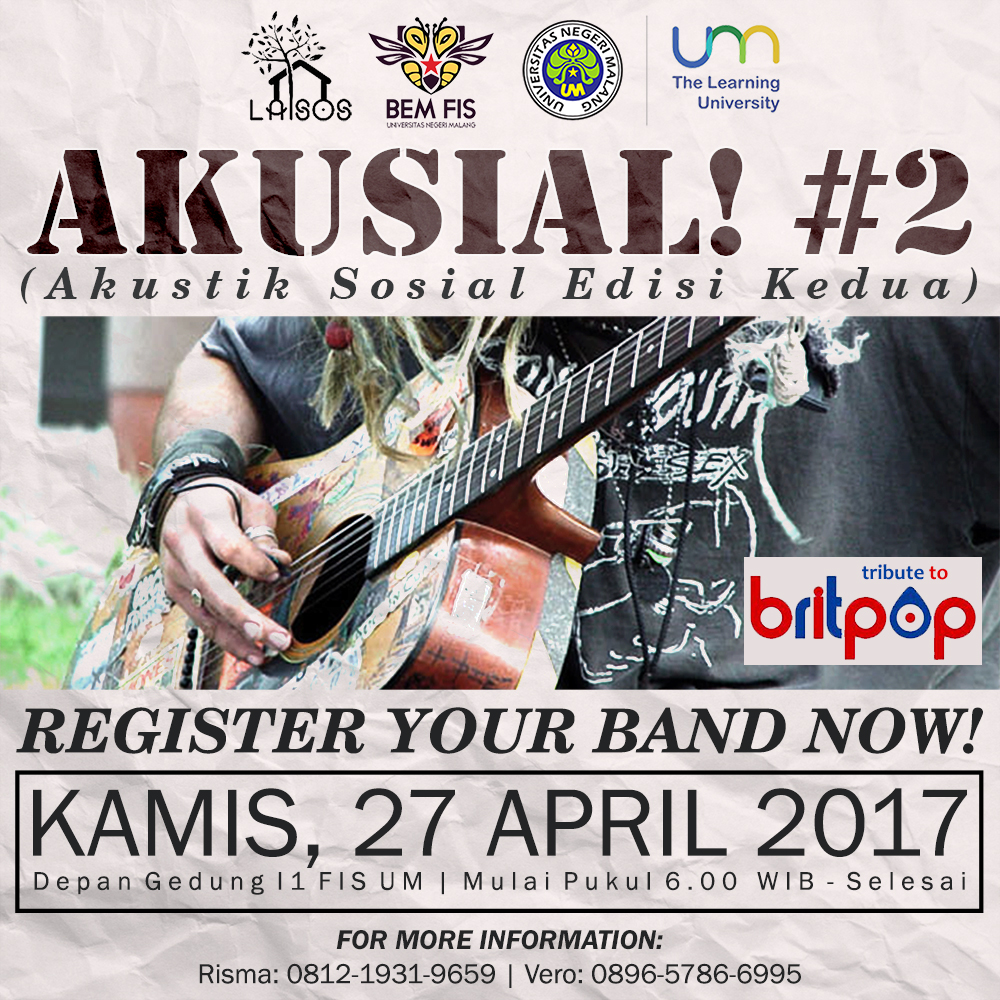 LAISOS
BEM FIS
UNIVERSITAS NEGERI MALANG
UNIVERSITAS NEGERI MALANG
UM
um
The Learning
University
AKUSIAL! #2
(Akustik Sosial Edisi Kedua)
tribute to
britpop
REGISTER YOUR BAND NOW!
KAMIS, 27 APRIL 2017
Depan Gedung I1 FIS UM | Mulai Pukul 6.00 WIB - Selesai
FOR MORE INFORMATION:
Risma: 0812-1931-9659 | Vero: 0896-5786-6995